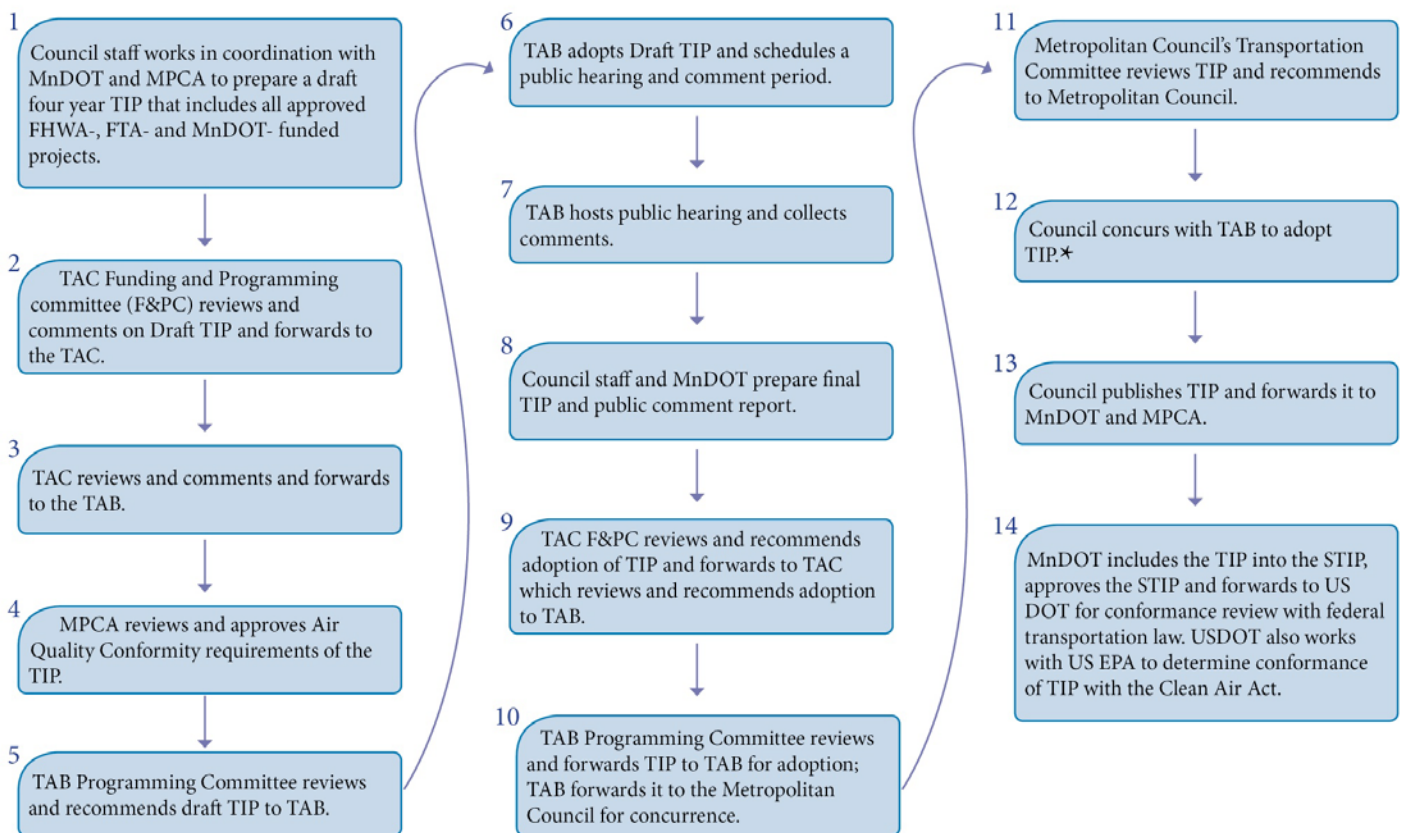 1
Council staff works in coordination with
MnDOT and MPCA to prepare a draft
four year TIP that includes all approved
FHWA-, FTA- and MnDOT- funded
projects.
2
TAC Funding and Programming
committee (F&PC) reviews and
comments on Draft TIP and forwards to
the TAC.
3
TAC reviews and comments and forwards
to the TAB.
4
MPCA reviews and approves Air
Quality Conformity requirements of the
TIP.
5
TAB Programming Committee reviews
and recommends draft TIP to TAB.
6
TAB adopts Draft TIP and schedules a
public hearing and comment period.
7
TAB hosts public hearing and collects
comments.
8
Council staff and MnDOT prepare final
TIP and public comment report.
9
TAC F&PC reviews and recommends
adoption of TIP and forwards to TAC
which reviews and recommends adoption
to TAB.
10
TAB Programming Committee reviews
and forwards TIP to TAB for adoption;
TAB forwards it to the Metropolitan
Council for concurrence.
11
Metropolitan Council's Transportation
Committee reviews TIP and recommends
to Metropolitan Council.
12
Council concurs with TAB to adopt
TIP.*
13
Council publishes TIP and forwards it to
MnDOT and MPCA.
14
MnDOT includes the TIP into the STIP,
approves the STIP and forwards to US
DOT for conformance review with federal
transportation law. USDOT also works
with US EPA to determine conformance
of TIP with the Clean Air Act.